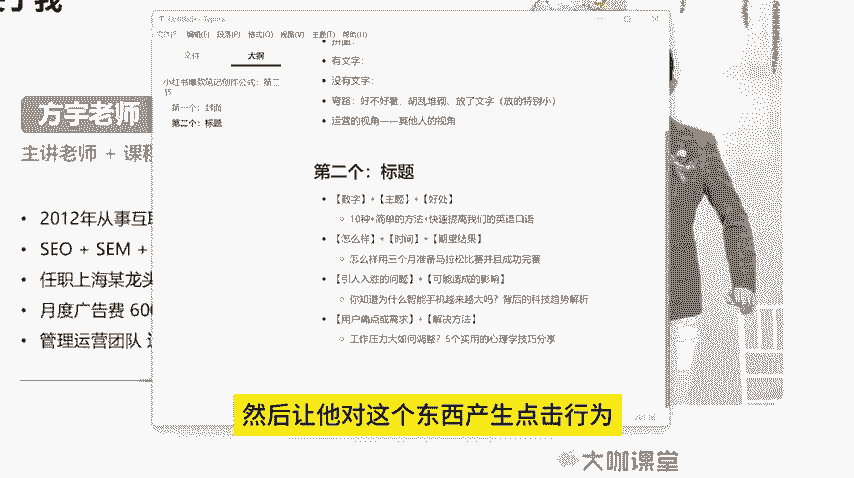 方宇老师
主讲老师 + 课程
• 2012年从事互联
• SEO + SEM +
• 任职上海某龙头
• 月度广告费 600
• 管理运营团队
文件(F) 编辑(E) 段落(P) 格式(O) 视图(V) 主题(T) 帮助(H)
文件 大纲
小红书爆款笔记创作公式：第二
节
第一个：封面
第二个：标题
• 拼图：
• 有文字：
• 没有文字：
• 弯路：好不好看、胡乱堆砌、放了文字（放的特别小）
• 运营的视角——真他人的视角
第二个：标题
• 【数字】+【主题】+【好处】
◦ 10种+简单的方法+快速提高我们的英语口语
• 【怎么样】+【时间】+【期望结果】
◦ 怎么样用三个月准备马拉松比赛并且成功完赛
• 【引人入胜的问题】+【可能造成的影响】
◦ 你知道为什么智能手机越来越大吗？背后的科技趋势解析
• 【用户痛点或需求】+【解决方法】
◦ 工作压力大如何调整？5个实用的心理学技巧分享
然后让他对这个东西产生点击行为
大咖课堂